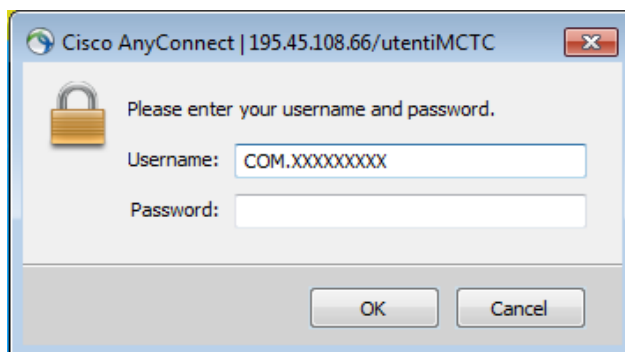 Cisco AnyConnect | 195.45.108.66/utentiMCTC
Please enter your username and password.
Username: COM.XXXXXXXXX
Password:
OK Cancel